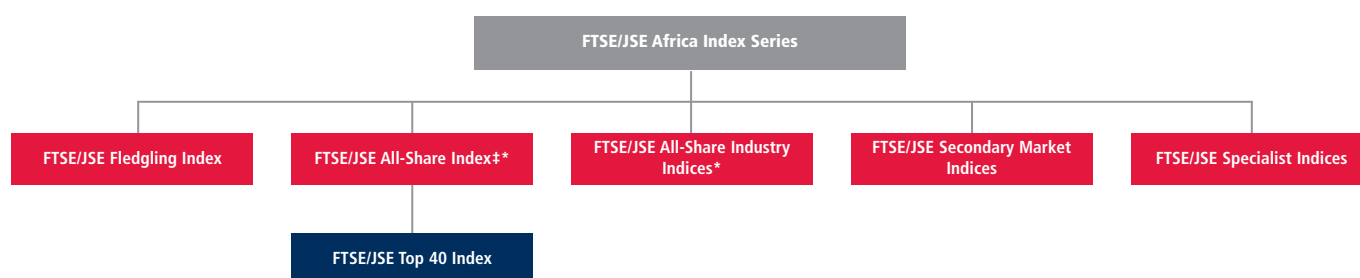 FTSE/JSE Africa Index Series
FTSE/JSE Fledgling Index
FTSE/JSE All-Share Index‡*
FTSE/JSE All-Share Industry
Indices*
FTSE/JSE Secondary Market
Indices
FTSE/JSE Specialist Indices
FTSE/JSE Top 40 Index